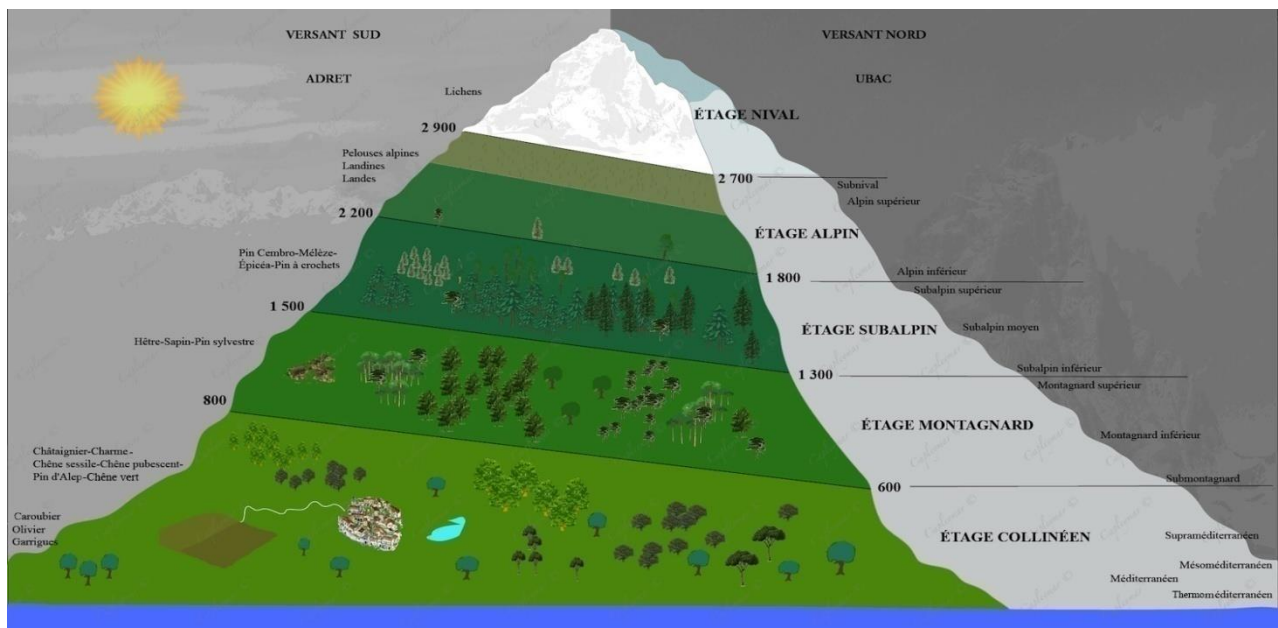 VERSANT SUD
VERSANT NORD
ADRET
UBAC
Lichens
ÉTAGE NIVAL
2 900
Pelouses alpines
Landines
Landes
2 700
Subnival
Alpin supérieur
2 200
ÉTAGE ALPIN
Pin Cembro-Mélèze-
Épicéa-Pin à crochets
1 800
Alpin inférieur
Subalpin supérieur
1 500
ÉTAGE SUBALPIN
Subalpin moyen
Hêtre-Sapin-Pin sylvestre
1 300
Subalpin inférieur
Montagnard supérieur
800
ÉTAGE MONTAGNARD
Montagnard inférieur
Châtaignier-Charme-
Chêne sessile-Chêne pubescent-
Pin d'Alep-Chêne vert
600
Submontagnard
Caroubier
Olivier
Garrigues
ÉTAGE COLLINÉEN
Supraméditerranéen
Mésoméditerranéen
Méditerranéen
Thermoméditerranéen